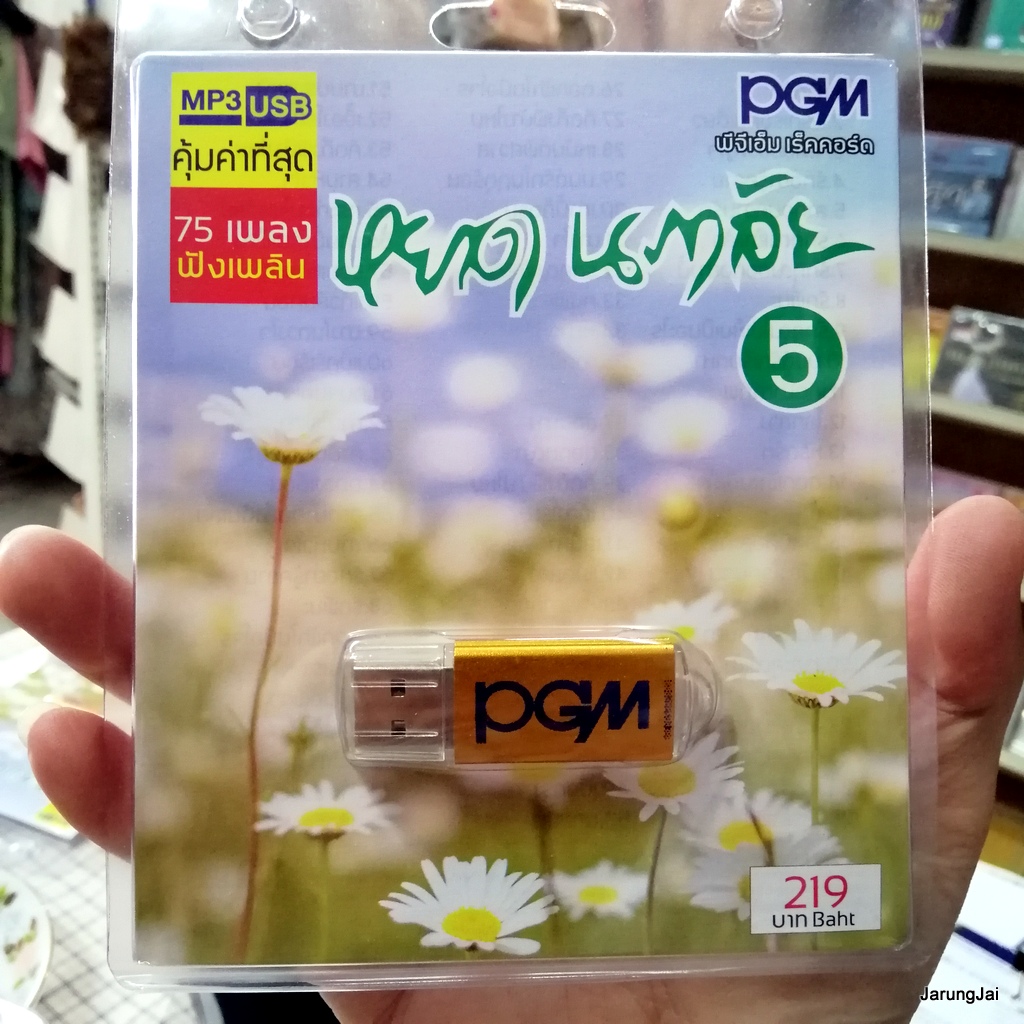 MP3 USB
คุ้มค่าที่สุด
75 เพลง
ฟังเพลิน
PGM
พีจีเอ็ม เร็คคอร์ด
หยาด นภาลัย
5
PGM
219
บาท Baht
JarungJai